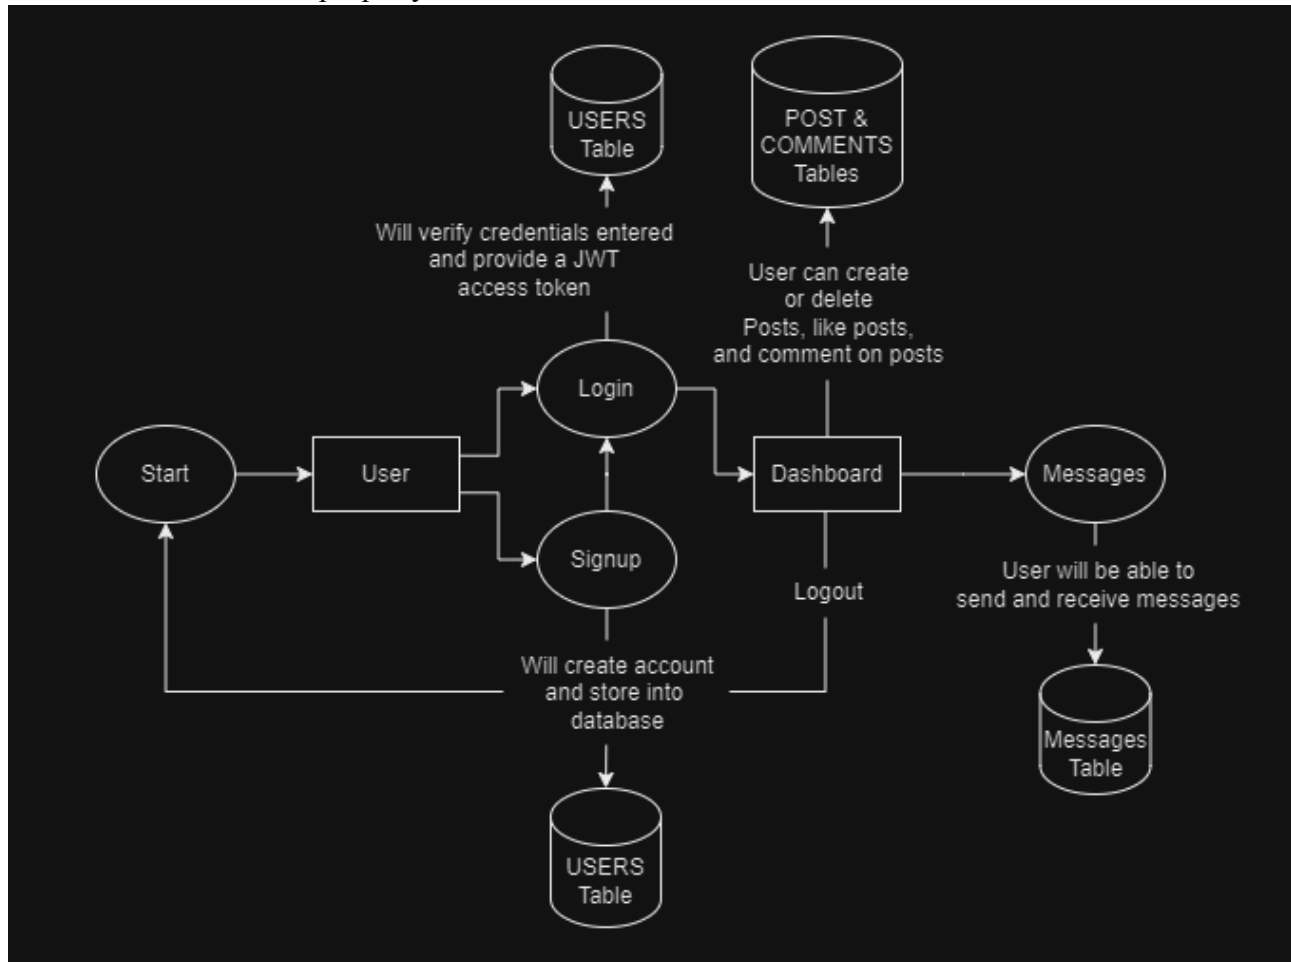 USERS
Table
POST &
COMMENTS
Tables
Will verify credentials entered
and provide a JWT
access token
User can create
or delete
Posts, like posts,
and comment on posts
Login
Start
User
Dashboard
Messages
Signup
Logout
User will be able to
send and receive messages
Will create account
and store into
database
Messages
Table
USERS
Table